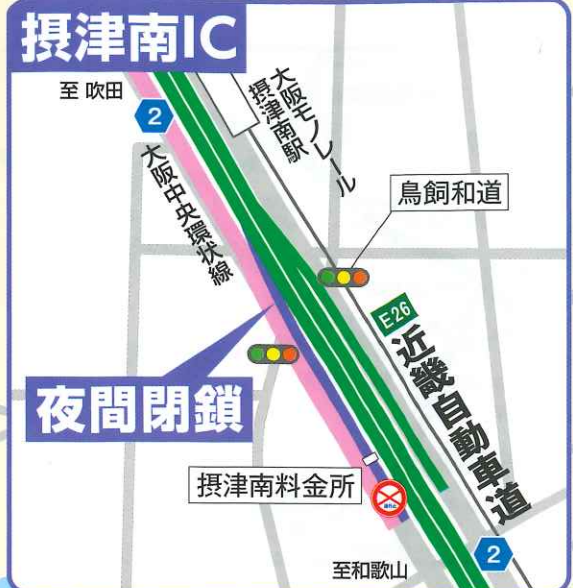 摂津南IC
至 吹田
2
大阪モノレール
摂津南駅
大阪中央環状線
鳥飼和道
E26
近畿自動車道
夜間閉鎖
摂津南料金所
至和歌山
2